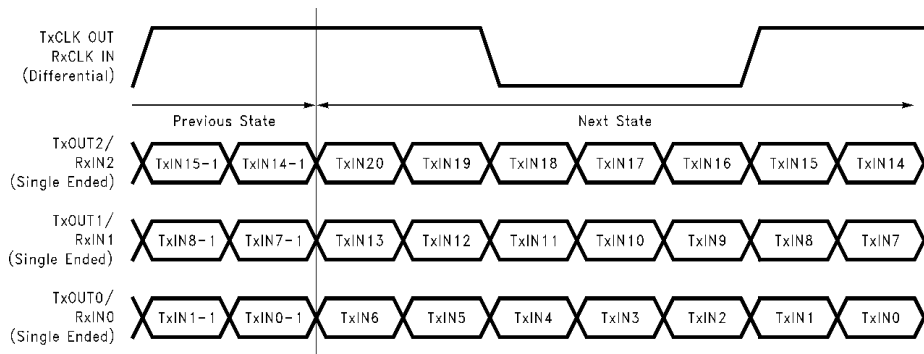 TxCLK OUT
RxCLK IN
(Differential)
Previous State
Next State
TxOUT2/
RxIN2
(Single Ended)
TxIN15-1 TxIN14-1 TxIN20 TxIN19 TxIN18 TxIN17 TxIN16 TxIN15 TxIN14
TxOUT1/
RxIN1
(Single Ended)
TxIN8-1 TxIN7-1 TxIN13 TxIN12 TxIN11 TxIN10 TxIN9 TxIN8 TxIN7
TxOUT0/
RxIN0
(Single Ended)
TxIN1-1 TxIN0-1 TxIN6 TxIN5 TxIN4 TxIN3 TxIN2 TxIN1 TxIN0